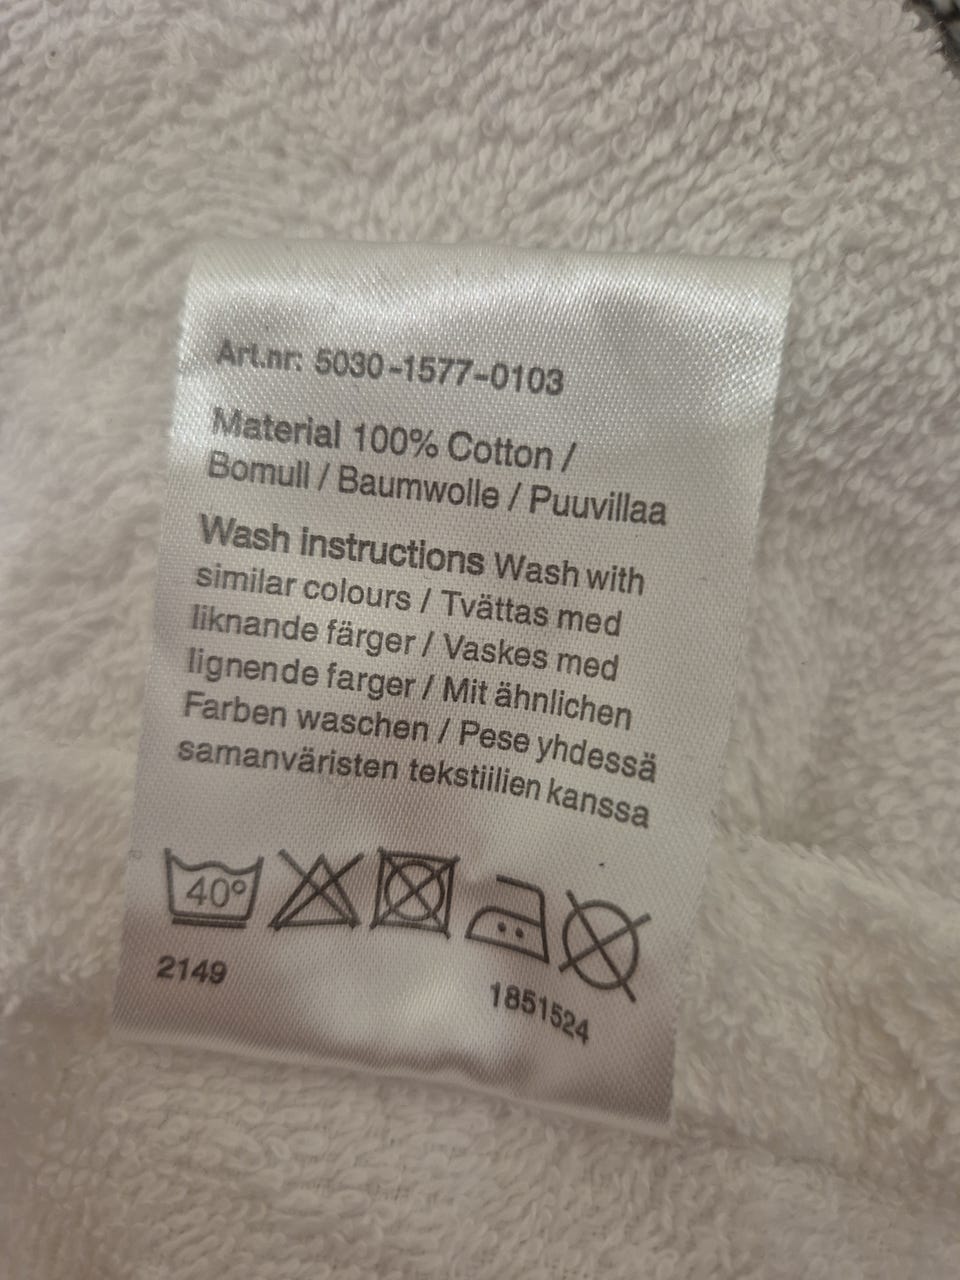 Art.nr: 5030-1577-0103
Material 100% Cotton /
Bomull / Baumwolle / Puuvillaa
Wash instructions Wash with
similar colours / Tvättas med
liknande färger / Vaskes med
lignende farger / Mit ähnlichen
Farben waschen / Pese yhdessä
samanväristen tekstiilien kanssa
40°
2149
1851524